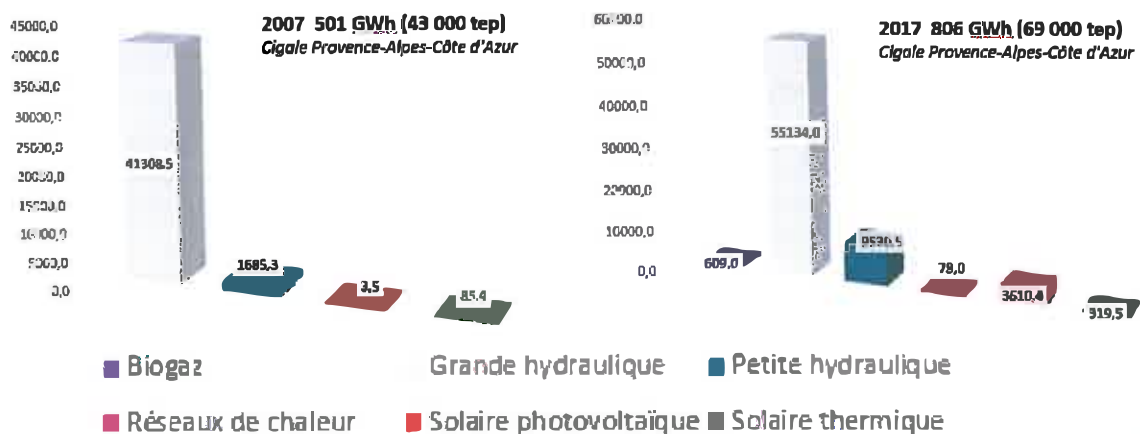 2007 501 GWh (43 000 tep)
Cigale Provence-Alpes-Côte d'Azur
45000,0
40000,0
35000,0
30000,0
25000,0
20000,0
15000,0
10000,0
5000,0
0,0
41308,5
1685,3
3,5
85,4
2017 806 GWh (69 000 tep)
Cigale Provence-Alpes-Côte d'Azur
60000,0
50000,0
40000,0
30000,0
20000,0
10000,0
0,0
609,0
55134,0
78,0
3610,4
319,5
Biogaz
Grande hydraulique
Petite hydraulique
Réseaux de chaleur
Solaire photovoltaïque
Solaire thermique